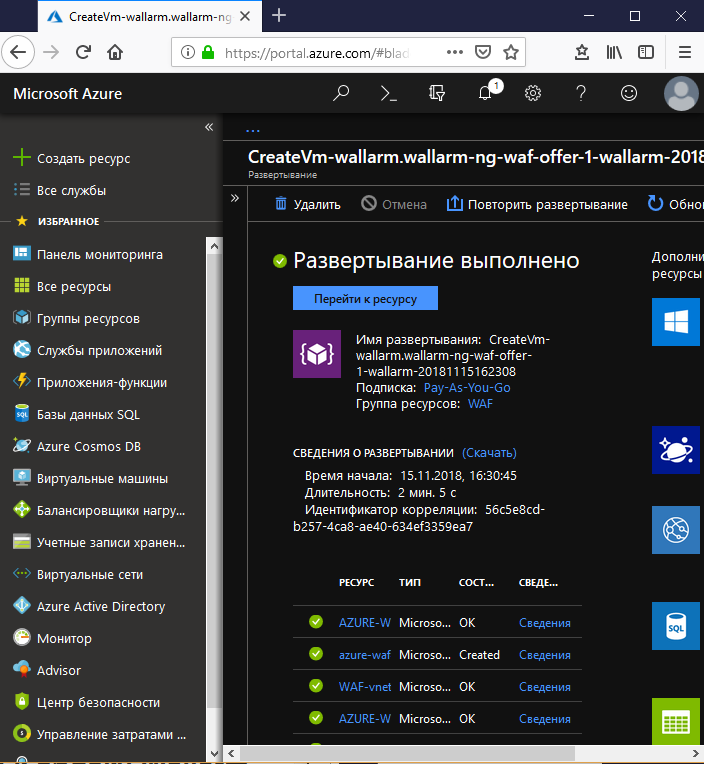 CreateVm-wallarm.wallarm-ng
https://portal.azure.com/#blad
Microsoft Azure
1
Создать ресурс
Все службы
ИЗБРАННОЕ
Панель мониторинга
Все ресурсы
Группы ресурсов
Службы приложений
Приложения-функции
Базы данных SQL
Azure Cosmos DB
Виртуальные машины
Балансировщики нагру...
Учетные записи хранен...
Виртуальные сети
Azure Active Directory
Монитор
Advisor
Центр безопасности
Управление затратами ...
CreateVm-wallarm.wallarm-ng-waf-offer-1-wallarm-2018
Развертывание
Удалить
Отмена
Повторить развертывание
Обнов
Развертывание выполнено
Перейти к ресурсу
Имя развертывания: CreateVm-
wallarm.wallarm-ng-waf-offer-
1-wallarm-20181115162308
Подписка: Pay-As-You-Go
Группа ресурсов: WAF
СВЕДЕНИЯ О РАЗВЕРТЫВАНИИ (Скачать)
Время начала: 15.11.2018, 16:30:45
Длительность: 2 мин. 5 с
Идентификатор корреляции: 56c5e8cd-
b257-4ca8-ae40-634ef3359ea7
РЕСУРС ТИП СОСТ... СВЕДЕ...
AZURE-W Microso... OK Сведения
azure-waf Microso... Created Сведения
WAF-vnet Microso... OK Сведения
AZURE-W Microso... OK Сведения
Дополни
ресурсы
SQL